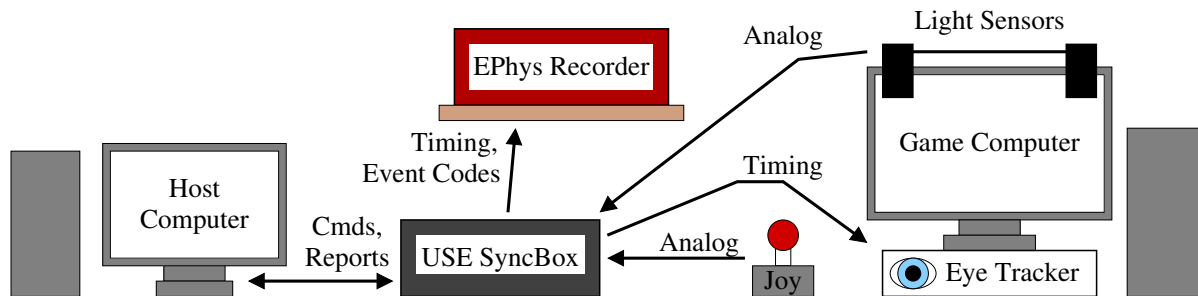 Light Sensors
Analog
EPhys Recorder
Timing,
Event Codes
Game Computer
Host
Computer
Timing
Cmds,
Reports
USE SyncBox
Analog
Joy
Eye Tracker